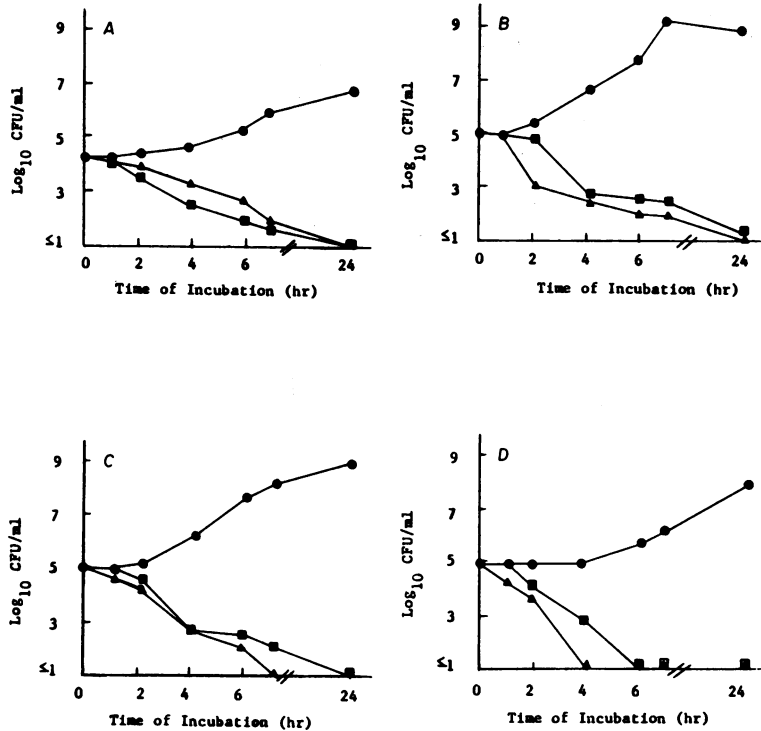 A
9
7
5
3
≤1
Log10 CFU/ml
0 2 4 6 24
Time of Incubation (hr)
B
9
7
5
3
≤1
Log10 CFU/ml
0 2 4 6 24
Time of Incubation (hr)
C
9
7
5
3
≤1
Log10 CFU/ml
0 2 4 6 24
Time of Incubation (hr)
D
9
7
5
3
≤1
Log10 CFU/ml
0 2 4 6 24
Time of Incubation (hr)